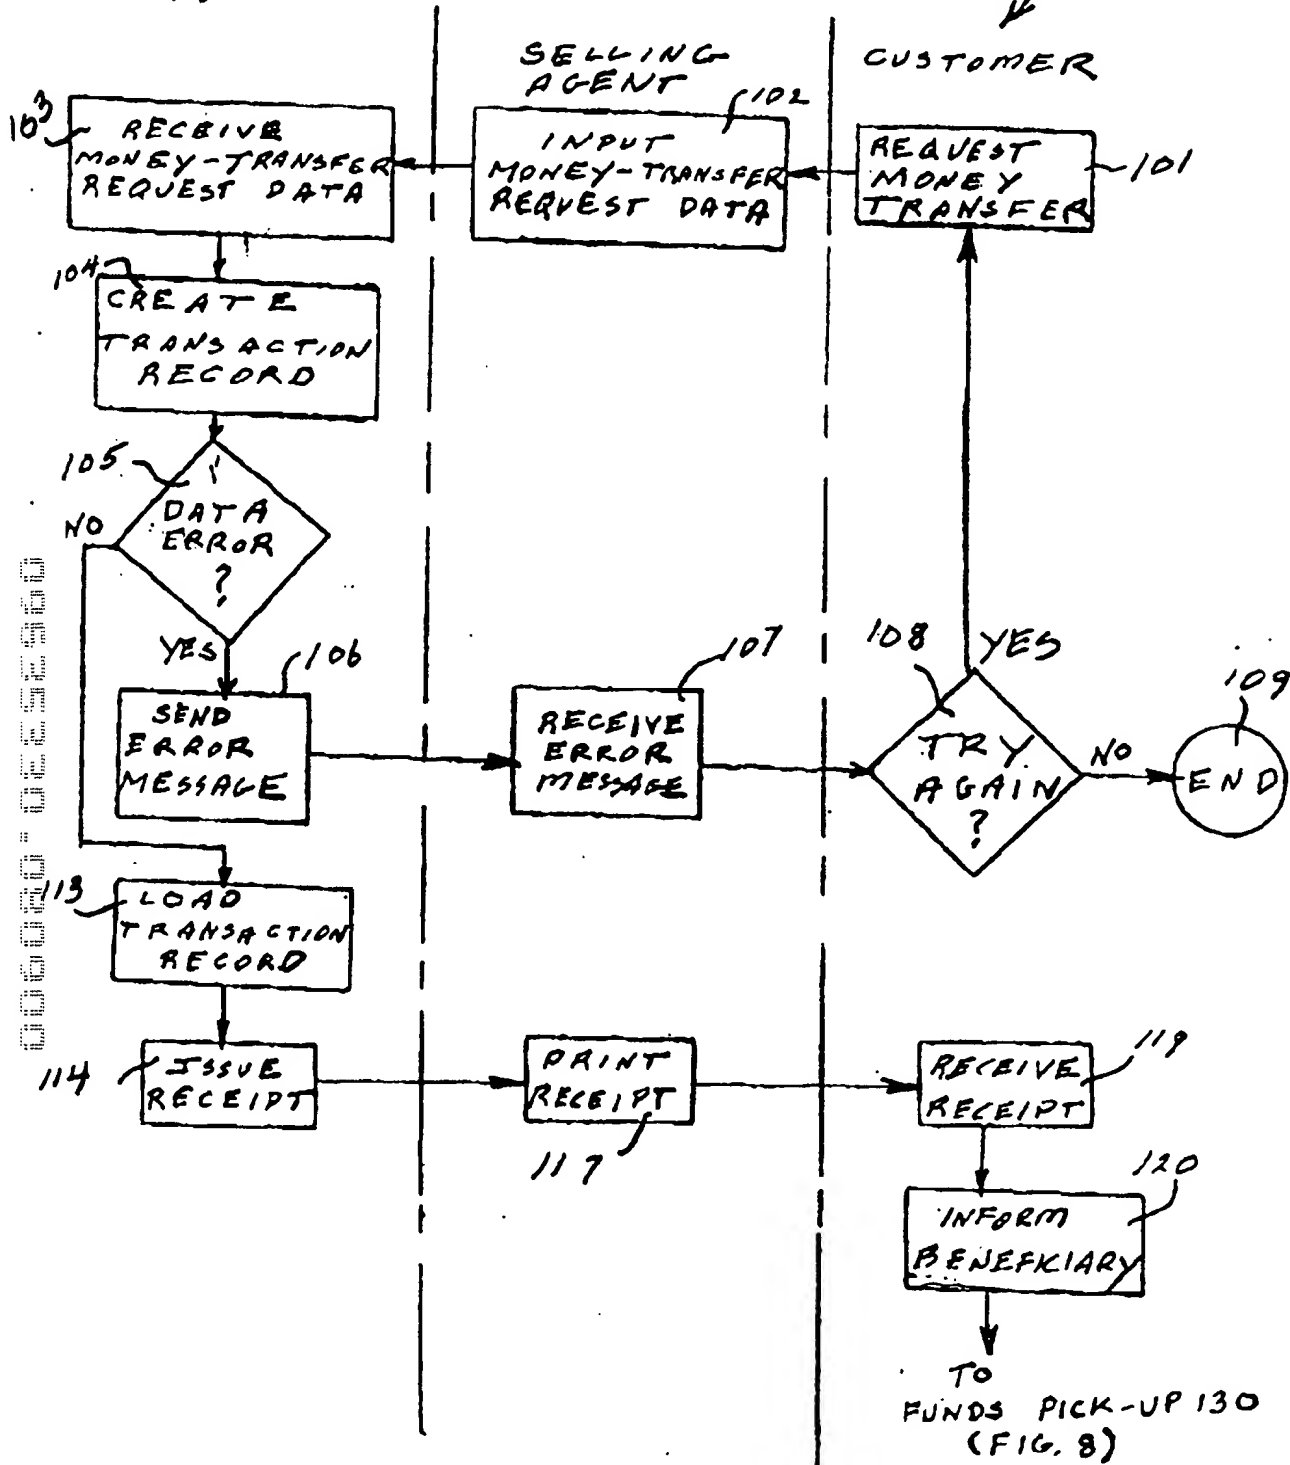 SELLING
AGENT
CUSTOMER
103
RECEIVE
MONEY-TRANSFER
REQUEST DATA
102
INPUT
MONEY-TRANSFER
REQUEST DATA
REQUEST
MONEY
TRANSFER
101
104
CREATE
TRANSACTION
RECORD
105
DATA
ERROR
?
NO
YES
106
SEND
ERROR
MESSAGE
107
RECEIVE
ERROR
MESSAGE
108
YES
TRY
AGAIN
?
NO
109
END
113
LOAD
TRANSACTION
RECORD
114
ISSUE
RECEIPT
PRINT
RECEIPT
117
119
RECEIVE
RECEIPT
120
INFORM
BENEFICIARY
TO
FUNDS PICK-UP 130
(FIG. 8)